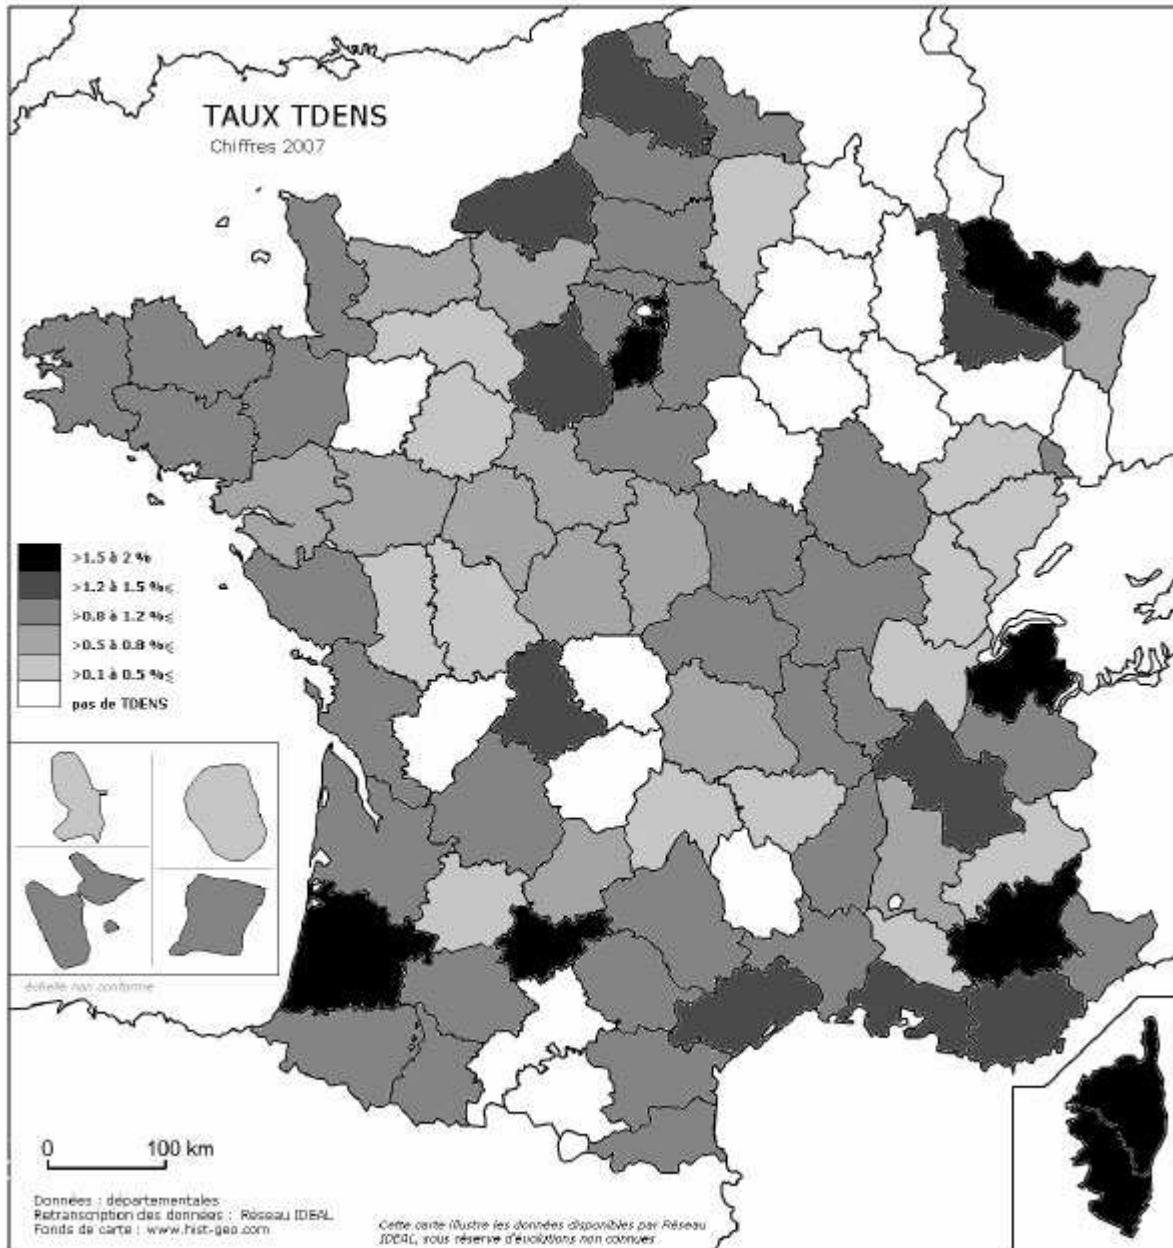 TAUX TDENS
Chiffres 2007
>1.5 à 2 %
>1.2 à 1.5 %≤
>0.8 à 1.2 %≤
>0.5 à 0.8 %≤
>0.1 à 0.5 %≤
pas de TDENS
échelle non conforme
0 100 km
Données : départementales
Retranscription des données : Réseau IDEAL
Fonds de carte : www.hist-geo.com
Cette carte illustre les données disponibles par Réseau
IDEAL, sous réserve d'évolutions non connues